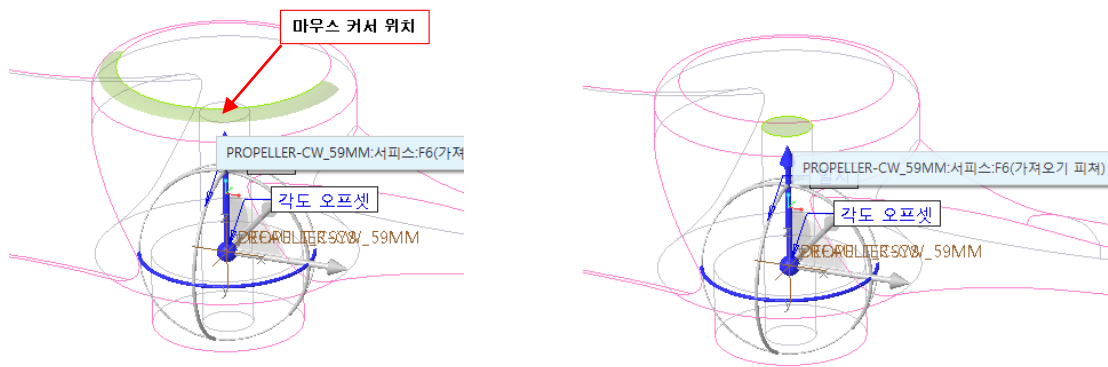 마우스 커서 위치
PROPELLER-CW_59MM:서피스:F6(가져
각도 오프셋
PROPELLER-CW_59MM:서피스:F6(가져오기 피쳐)
각도 오프셋